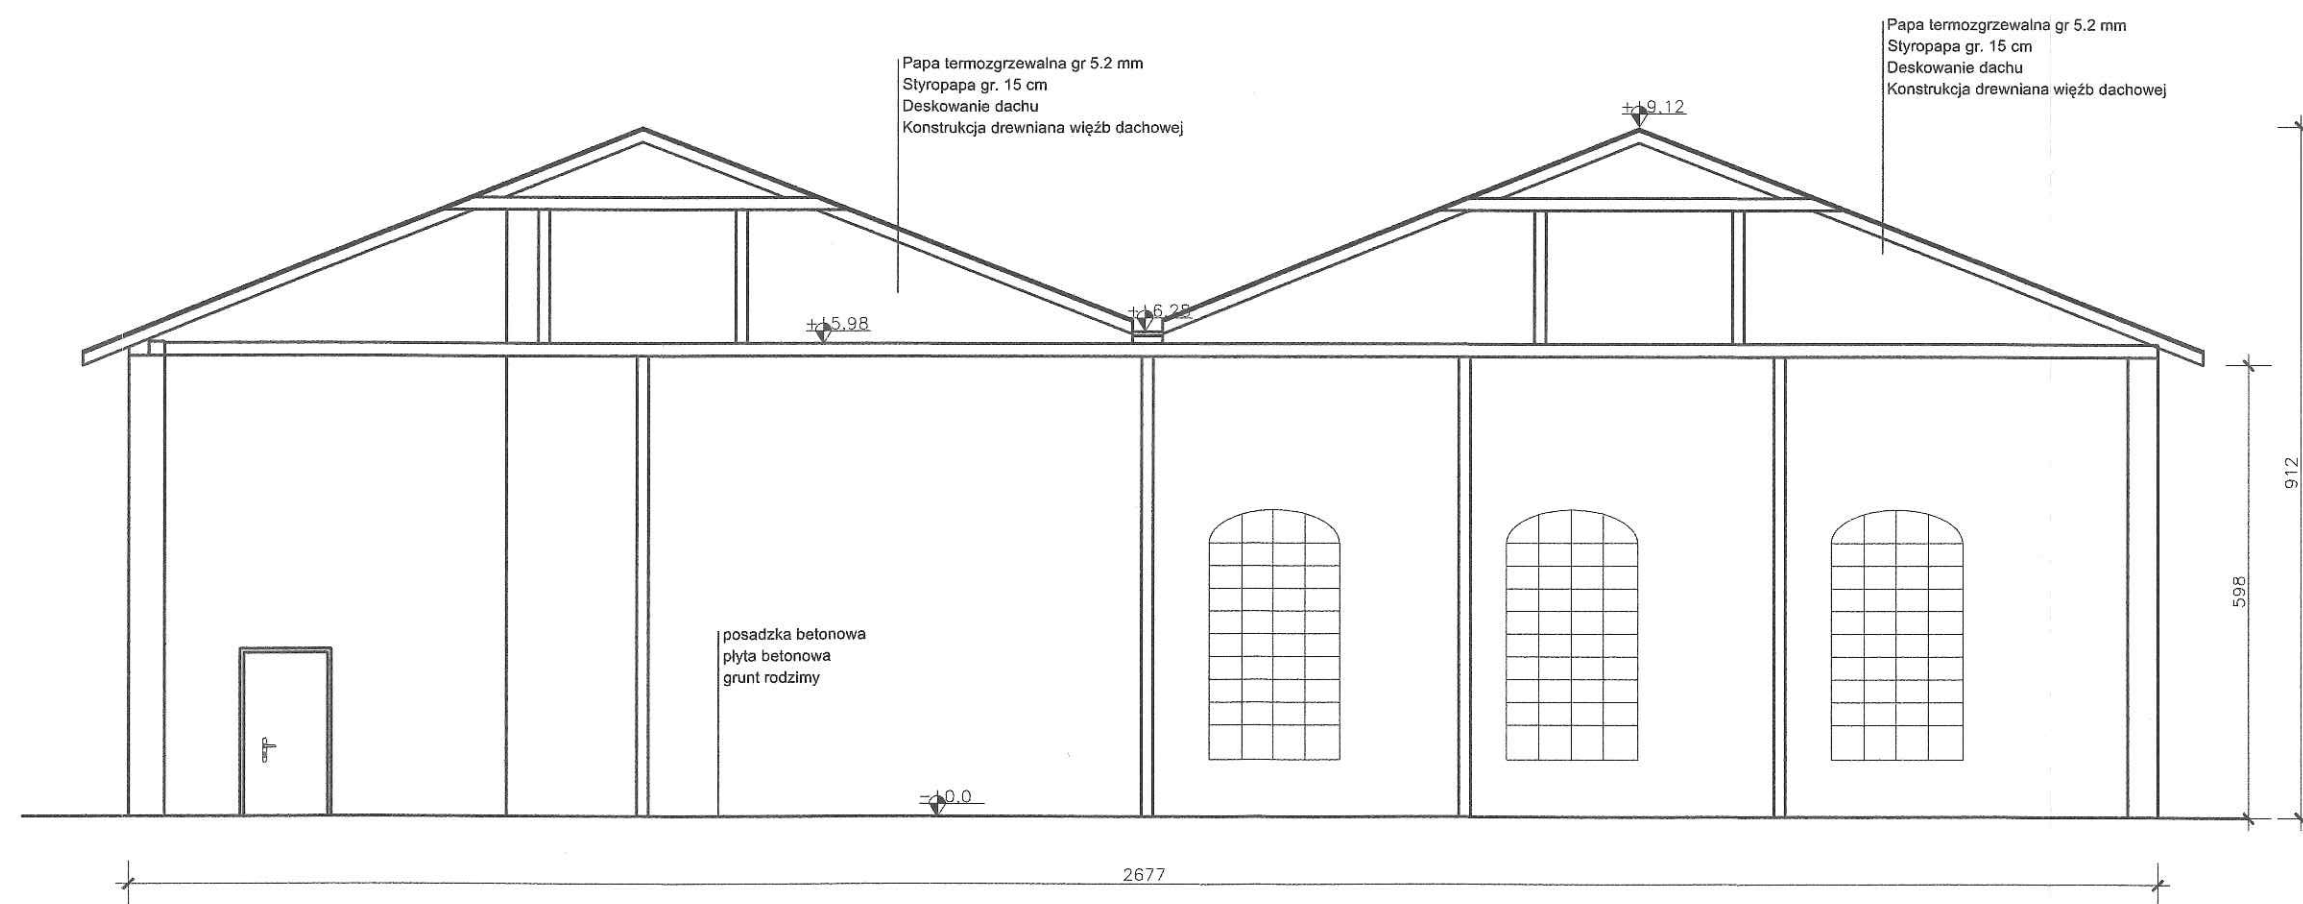 Papa termozgrzewalna gr 5.2 mm
Styropapa gr. 15 cm
Deskowanie dachu
Konstrukcja drewniana więźb dachowej
Papa termozgrzewalna gr 5.2 mm
Styropapa gr. 15 cm
Deskowanie dachu
Konstrukcja drewniana więźb dachowej
+9.12
+5.98
+6.28
912
598
posadzka betonowa
płyta betonowa
grunt rodzimy
0.0
2677